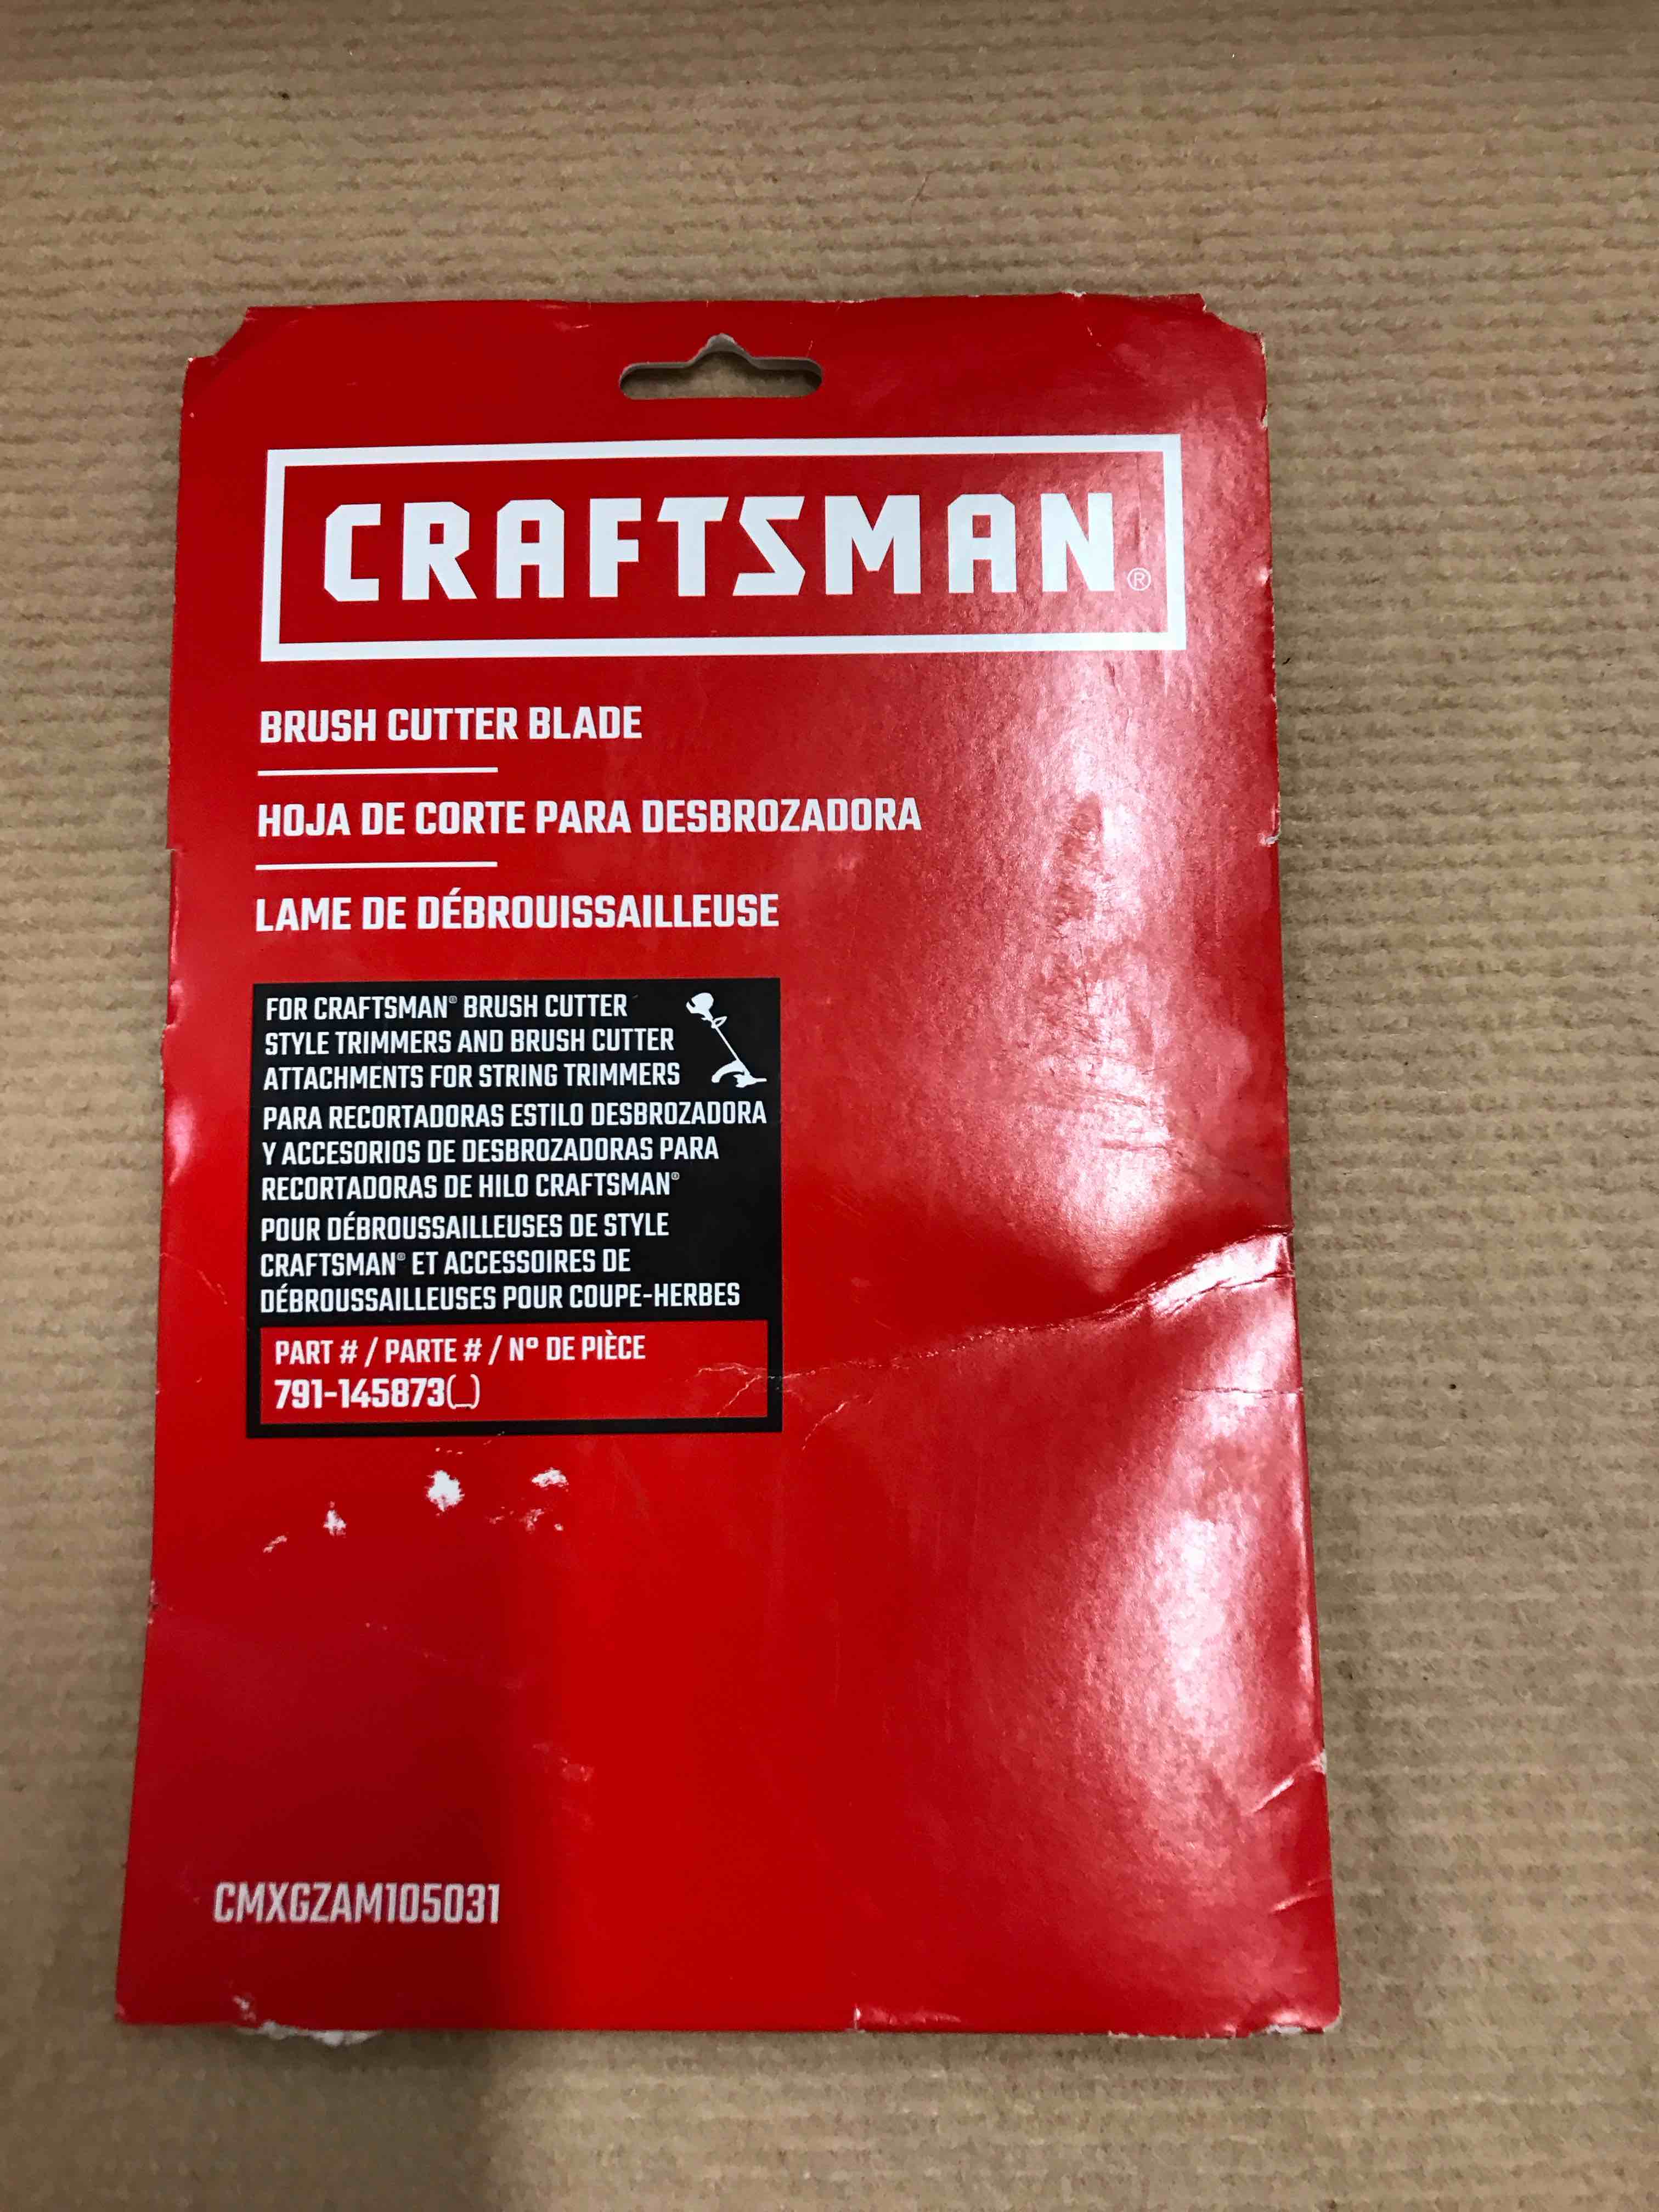 CRAFTSMAN®
BRUSH CUTTER BLADE
HOJA DE CORTE PARA DESBROZADORA
LAME DE DÉBROUISSAILLEUSE
FOR CRAFTSMAN® BRUSH CUTTER
STYLE TRIMMERS AND BRUSH CUTTER
ATTACHMENTS FOR STRING TRIMMERS
PARA RECORTADORAS ESTILO DESBROZADORA
Y ACCESORIOS DE DESBROZADORAS PARA
RECORTADORAS DE HILO CRAFTSMAN®
POUR DÉBROUSSAILLEUSES DE STYLE
CRAFTSMAN® ET ACCESSOIRES DE
DÉBROUSSAILLEUSES POUR COUPE-HERBES
PART # / PARTE # / Nº DE PIÈCE
791-145873(_)
CMXGZAM105031